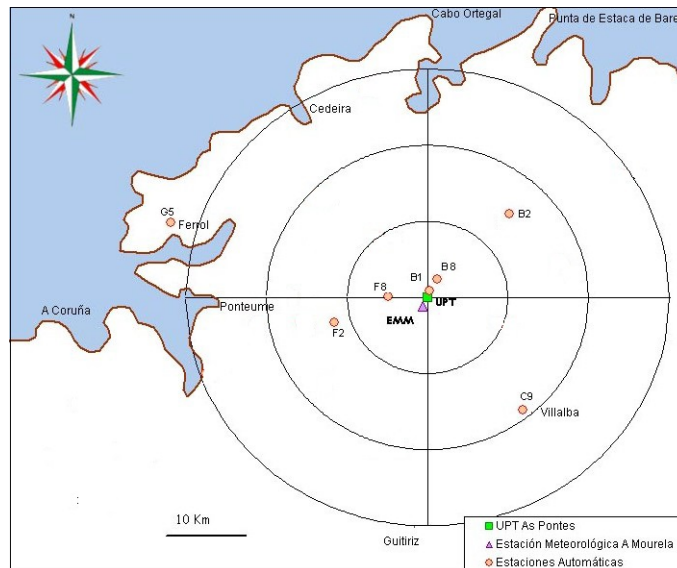 Cabo Ortegal
Punta de Estaca de Bare
Cedeira
G5
Ferrol
B2
B8
B1
F8
UPT
A Coruña
Ponteume
EMM
F2
C9
Villalba
:
10 Km
Guitiriz
UPT As Pontes
Estación Meteorológica A Mourela
Estaciones Automáticas